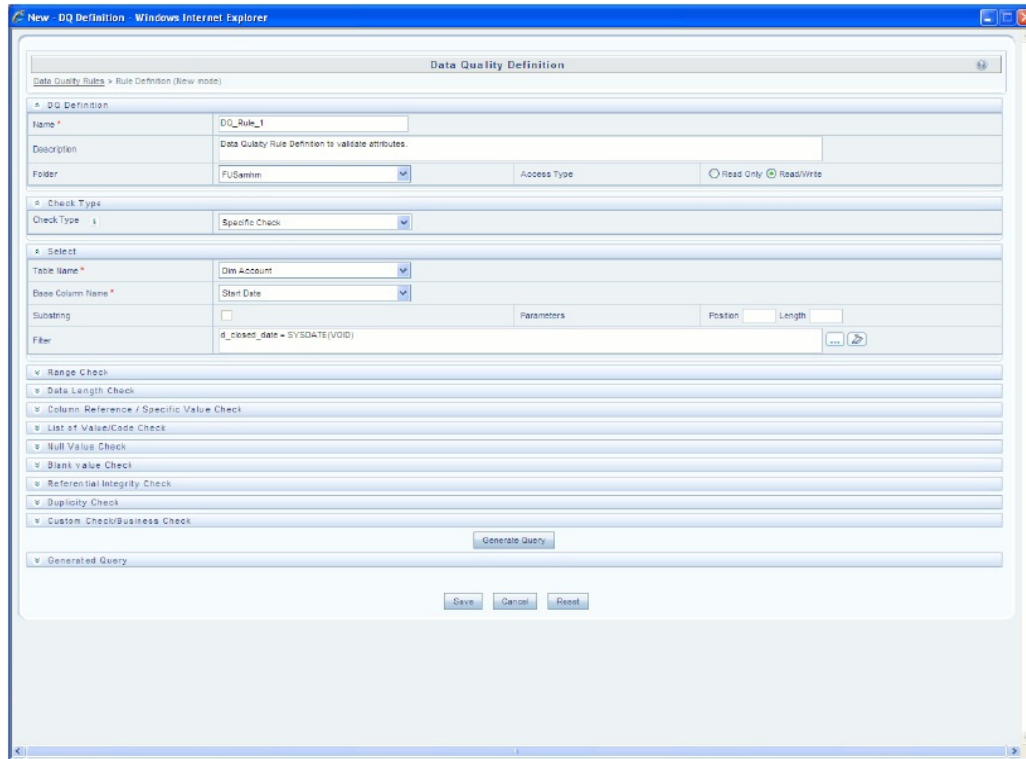 New - DQ Definition - Windows Internet Explorer
Data Quality Definition
Data Quality Rules > Rule Definition (New mode)
DQ Definition
Name *
DQ_Rule_1
Description
Data Qulaity Rule Definition to validate attributes.
Folder
FUSamhm
Access Type
Read Only Read/Write
Check Type
Check Type
Specific Check
Select
Table Name *
Dim Account
Base Column Name *
Start Date
Substring
Parameters
Position Length
Filter
d_closed_date = SYSDATE(VOID)
...
Range Check
Data Length Check
Column Reference / Specific Value Check
List of Value/Code Check
Null Value Check
Blank value Check
Referential Integrity Check
Duplicity Check
Custom Check/Business Check
Generate Query
Generated Query
Save Cancel Reset